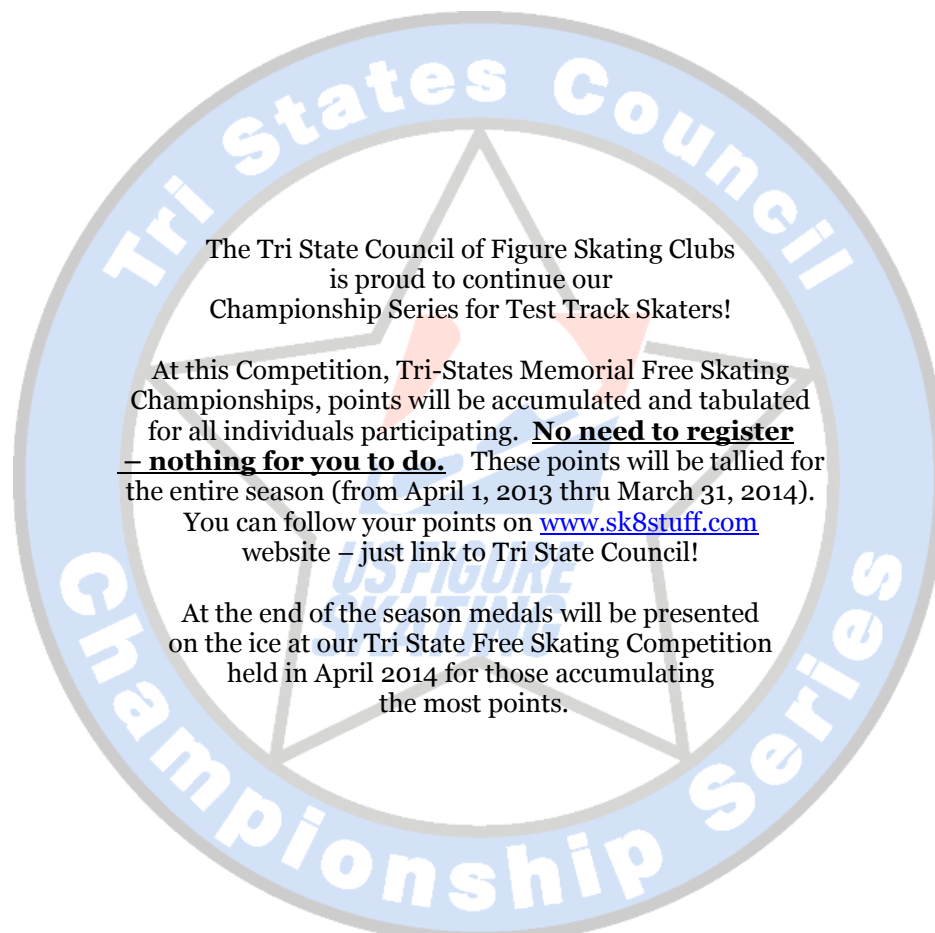 Tri States Council
The Tri State Council of Figure Skating Clubs
is proud to continue our
Championship Series for Test Track Skaters!
At this Competition, Tri-States Memorial Free Skating
Championships, points will be accumulated and tabulated
for all individuals participating. No need to register
– nothing for you to do. These points will be tallied for
the entire season (from April 1, 2013 thru March 31, 2014).
You can follow your points on www.sk8stuff.com
website – just link to Tri State Council!
US FIGURE
SKATING
At the end of the season medals will be presented
on the ice at our Tri State Free Skating Competition
held in April 2014 for those accumulating
the most points.
Championship Series